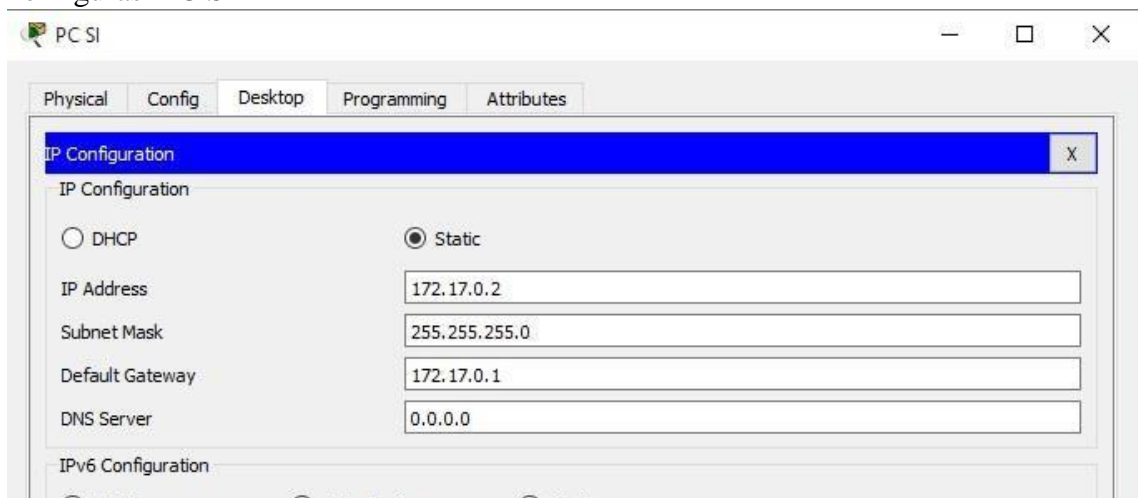 PC SI
Physical Config Desktop Programming Attributes
IP Configuration X
IP Configuration
DHCP Static
IP Address 172.17.0.2
Subnet Mask 255.255.255.0
Default Gateway 172.17.0.1
DNS Server 0.0.0.0
IPv6 Configuration